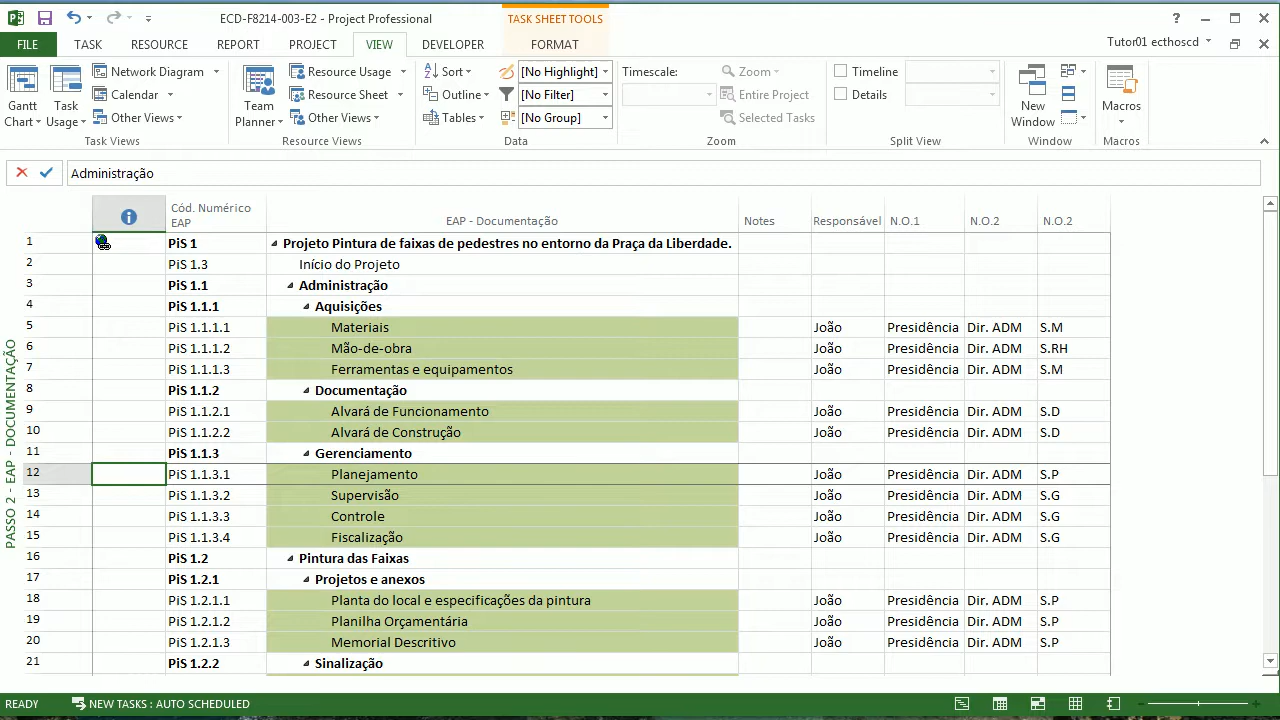 ECD-F8214-003-E2 - Project Professional
TASK SHEET TOOLS
?
FILE TASK RESOURCE REPORT PROJECT VIEW DEVELOPER FORMAT
Tutor01 ecthoscd
Network Diagram Resource Usage [No Highlight] Timescale: Zoom Timeline
Calendar Resource Sheet Outline [No Filter] Entire Project Details
Gantt Chart
Task Usage
Other Views
Team Planner
Other Views
Tables [No Group] Selected Tasks
New Window
Macros
Task Views Resource Views Data Zoom Split View Window Macros
Administração
Cód. Numérico EAP EAP - Documentação Notes Responsável N.O.1 N.O.2 N.O.2
1 PiS 1 Projeto Pintura de faixas de pedestres no entorno da Praça da Liberdade.
2 PiS 1.3 Início do Projeto
3 PiS 1.1 Administração
4 PiS 1.1.1 Aquisições
5 PiS 1.1.1.1 Materiais João Presidência Dir. ADM S.M
6 PiS 1.1.1.2 Mão-de-obra João Presidência Dir. ADM S.RH
7 PiS 1.1.1.3 Ferramentas e equipamentos João Presidência Dir. ADM S.M
8 PiS 1.1.2 Documentação
9 PiS 1.1.2.1 Alvará de Funcionamento João Presidência Dir. ADM S.D
10 PiS 1.1.2.2 Alvará de Construção João Presidência Dir. ADM S.D
11 PiS 1.1.3 Gerenciamento
12 PiS 1.1.3.1 Planejamento João Presidência Dir. ADM S.P
13 PiS 1.1.3.2 Supervisão João Presidência Dir. ADM S.G
14 PiS 1.1.3.3 Controle João Presidência Dir. ADM S.G
15 PiS 1.1.3.4 Fiscalização João Presidência Dir. ADM S.G
16 PiS 1.2 Pintura das Faixas
17 PiS 1.2.1 Projetos e anexos
18 PiS 1.2.1.1 Planta do local e especificações da pintura João Presidência Dir. ADM S.P
19 PiS 1.2.1.2 Planilha Orçamentária João Presidência Dir. ADM S.P
20 PiS 1.2.1.3 Memorial Descritivo João Presidência Dir. ADM S.P
21 PiS 1.2.2 Sinalização
PASSO 2 - EAP - DOCUMENTAÇÃO
READY NEW TASKS : AUTO SCHEDULED